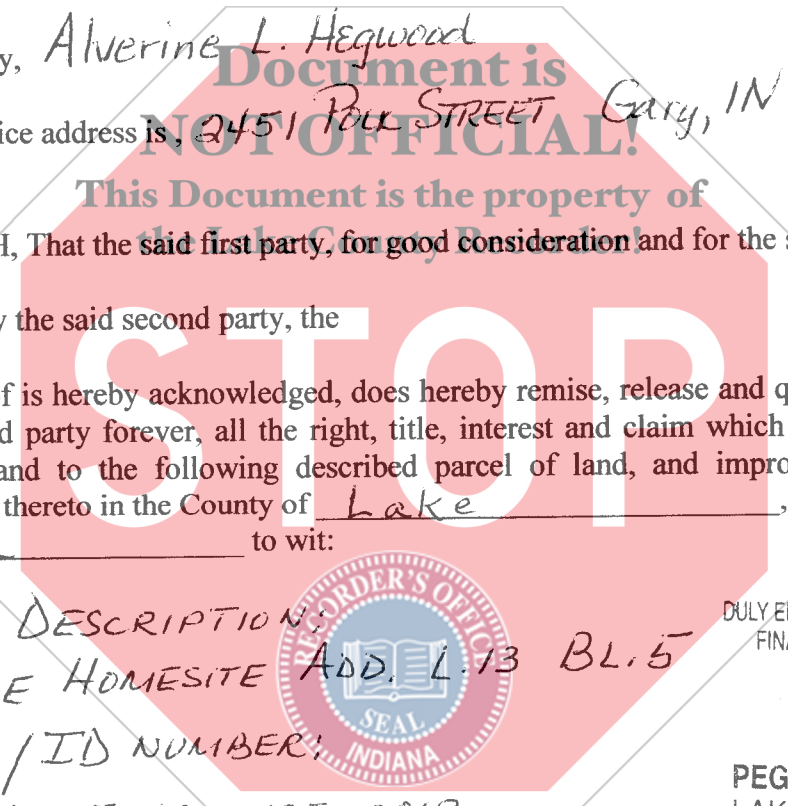 y, Alverine L. Hegwood
Document is
ice address is , 2451 POLK STREET Gary, IN
NOT OFFICIAL!
This Document is the property of
the Lake County Recorder!
H, That the said first party, for good consideration and for the s
y the said second party, the
f is hereby acknowledged, does hereby remise, release and q
d party forever, all the right, title, interest and claim which
and to the following described parcel of land, and impro
thereto in the County of Lake ,
to wit:
STOP
DESCRIPTION:
DULY E
FINA
E HOMESITE ADD. L.13 BL.5
/ID NUMBER:
RECORDER'S OFFICE
SEAL
INDIANA
PEG